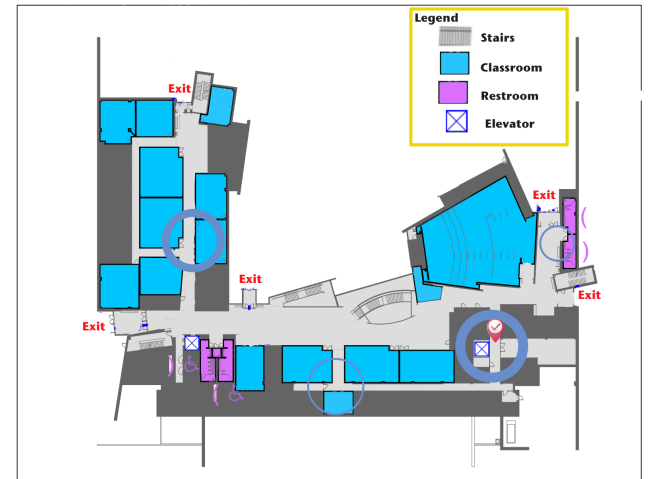 Legend
Stairs
Classroom
Restroom
Elevator
Exit
Exit
Exit
Exit
Exit